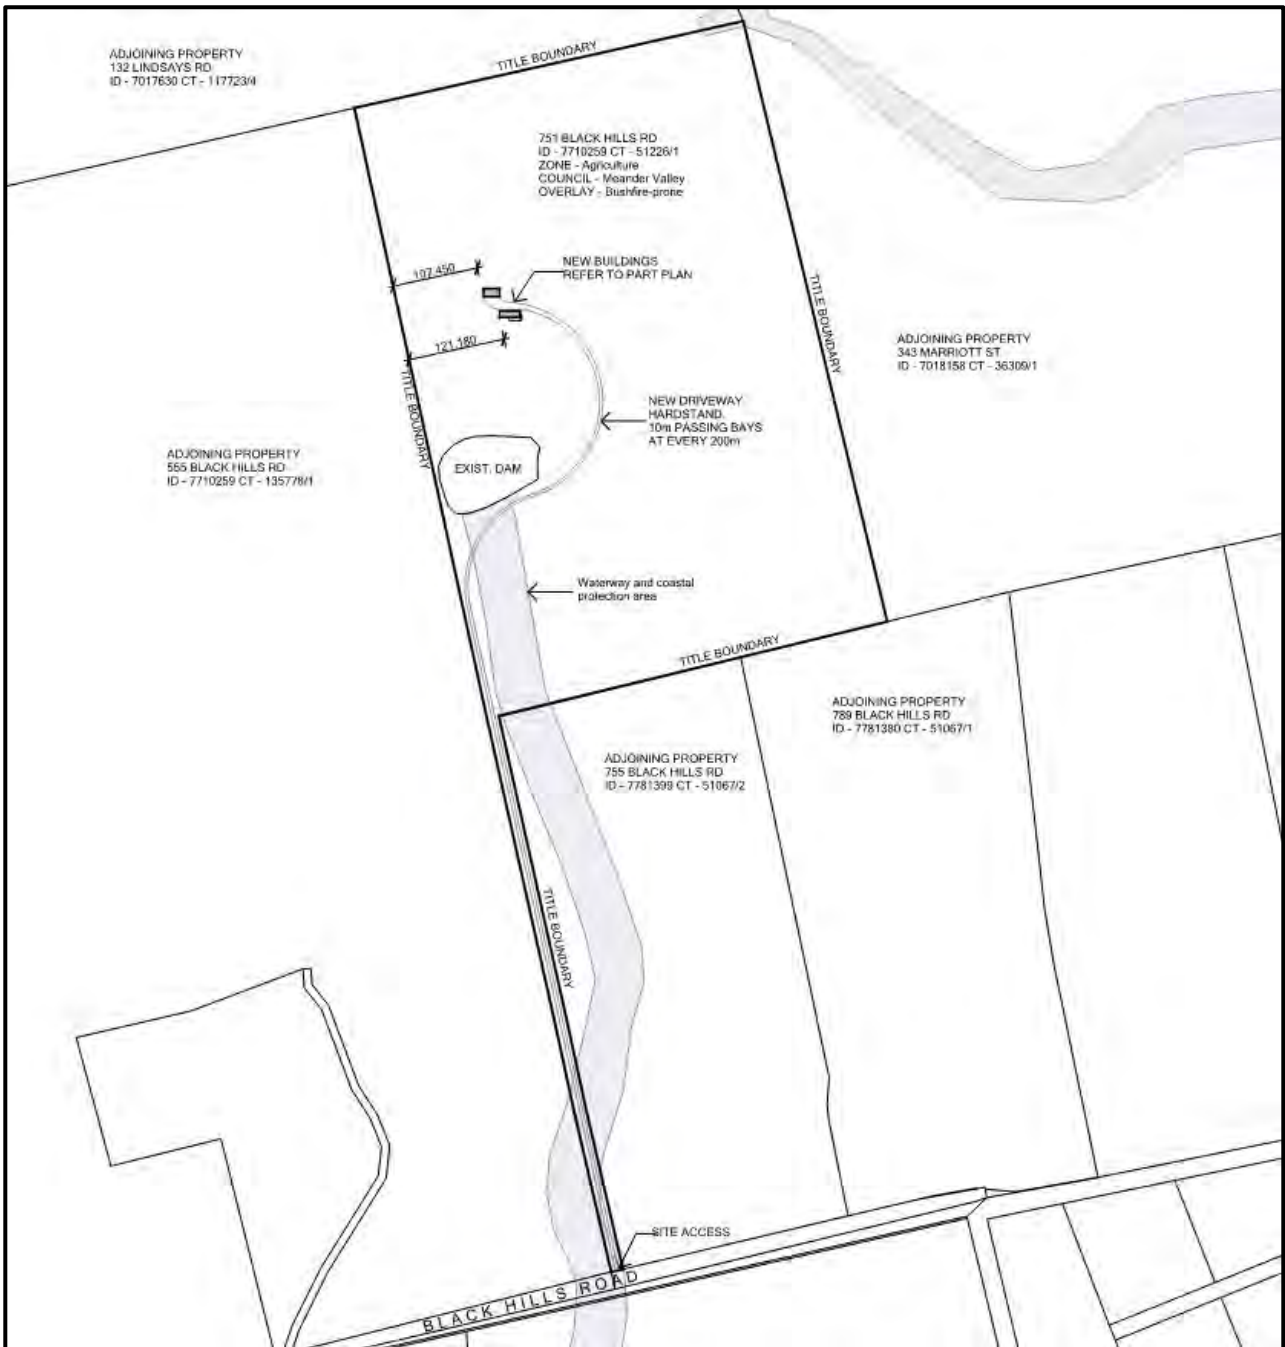 TITLE BOUNDARY
ADJOINING PROPERTY
132 LINDSAYS RD
ID - 7017630 CT - 117723/4
751 BLACK HILLS RD
ID - 7710259 CT - 51226/1
ZONE - Agriculture
COUNCIL - Meander Valley
OVERLAY - Bushfire-prone
107.450
NEW BUILDINGS
REFER TO PART PLAN
TITLE BOUNDARY
121.180
ADJOINING PROPERTY
343 MARRIOTT ST
ID - 7018158 CT - 36309/1
TITLE BOUNDARY
NEW DRIVEWAY
HARDSTAND.
10m PASSING BAYS
AT EVERY 200m
ADJOINING PROPERTY
555 BLACK HILLS RD
ID - 7710259 CT - 135778/1
EXIST. DAM
Waterway and coastal
protection area
TITLE BOUNDARY
ADJOINING PROPERTY
789 BLACK HILLS RD
ID - 7781380 CT - 51067/1
ADJOINING PROPERTY
755 BLACK HILLS RD
ID - 7781399 CT - 51067/2
TITLE BOUNDARY
SITE ACCESS
BLACK HILLS ROAD